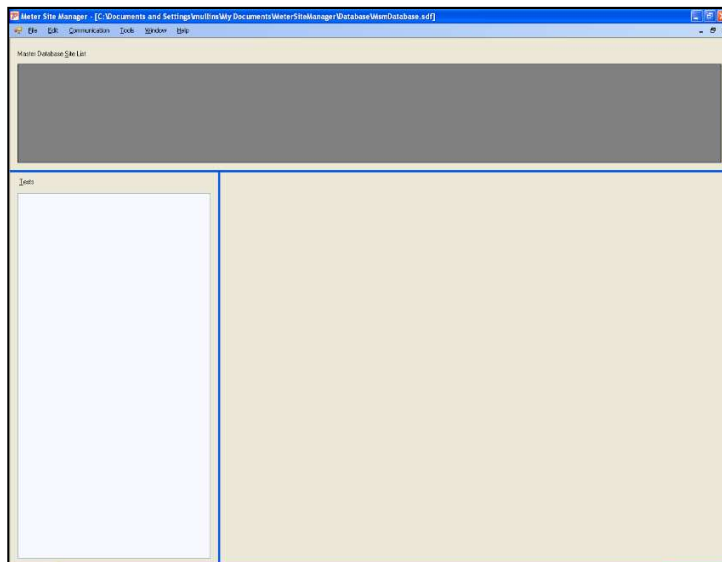 Meter Site Manager - [C:\Documents and Settings\mullins\My Documents\MeterSiteManager\Database\MsmDatabase.sdf]
File Edit Communication Tools Window Help
Master Database Site List
Tests